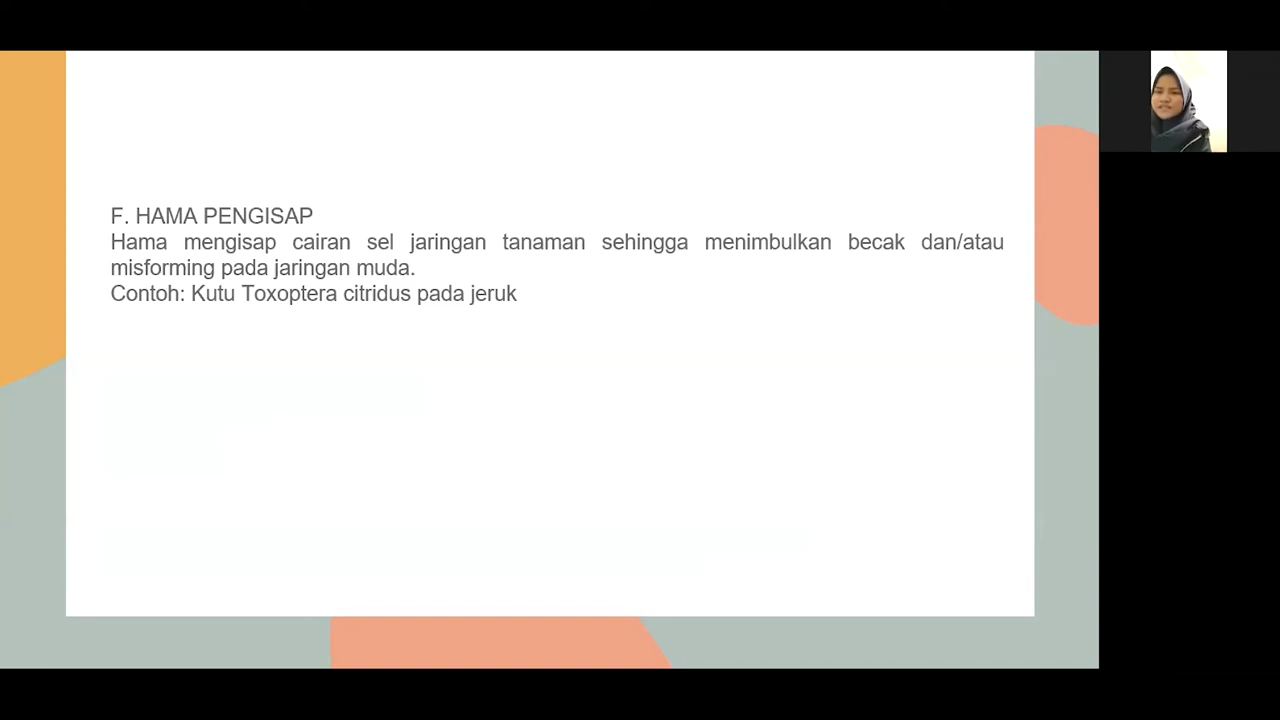 F. HAMA PENGISAP
Hama mengisap cairan sel jaringan tanaman sehingga menimbulkan becak dan/atau
misforming pada jaringan muda.
Contoh: Kutu Toxoptera citridus pada jeruk